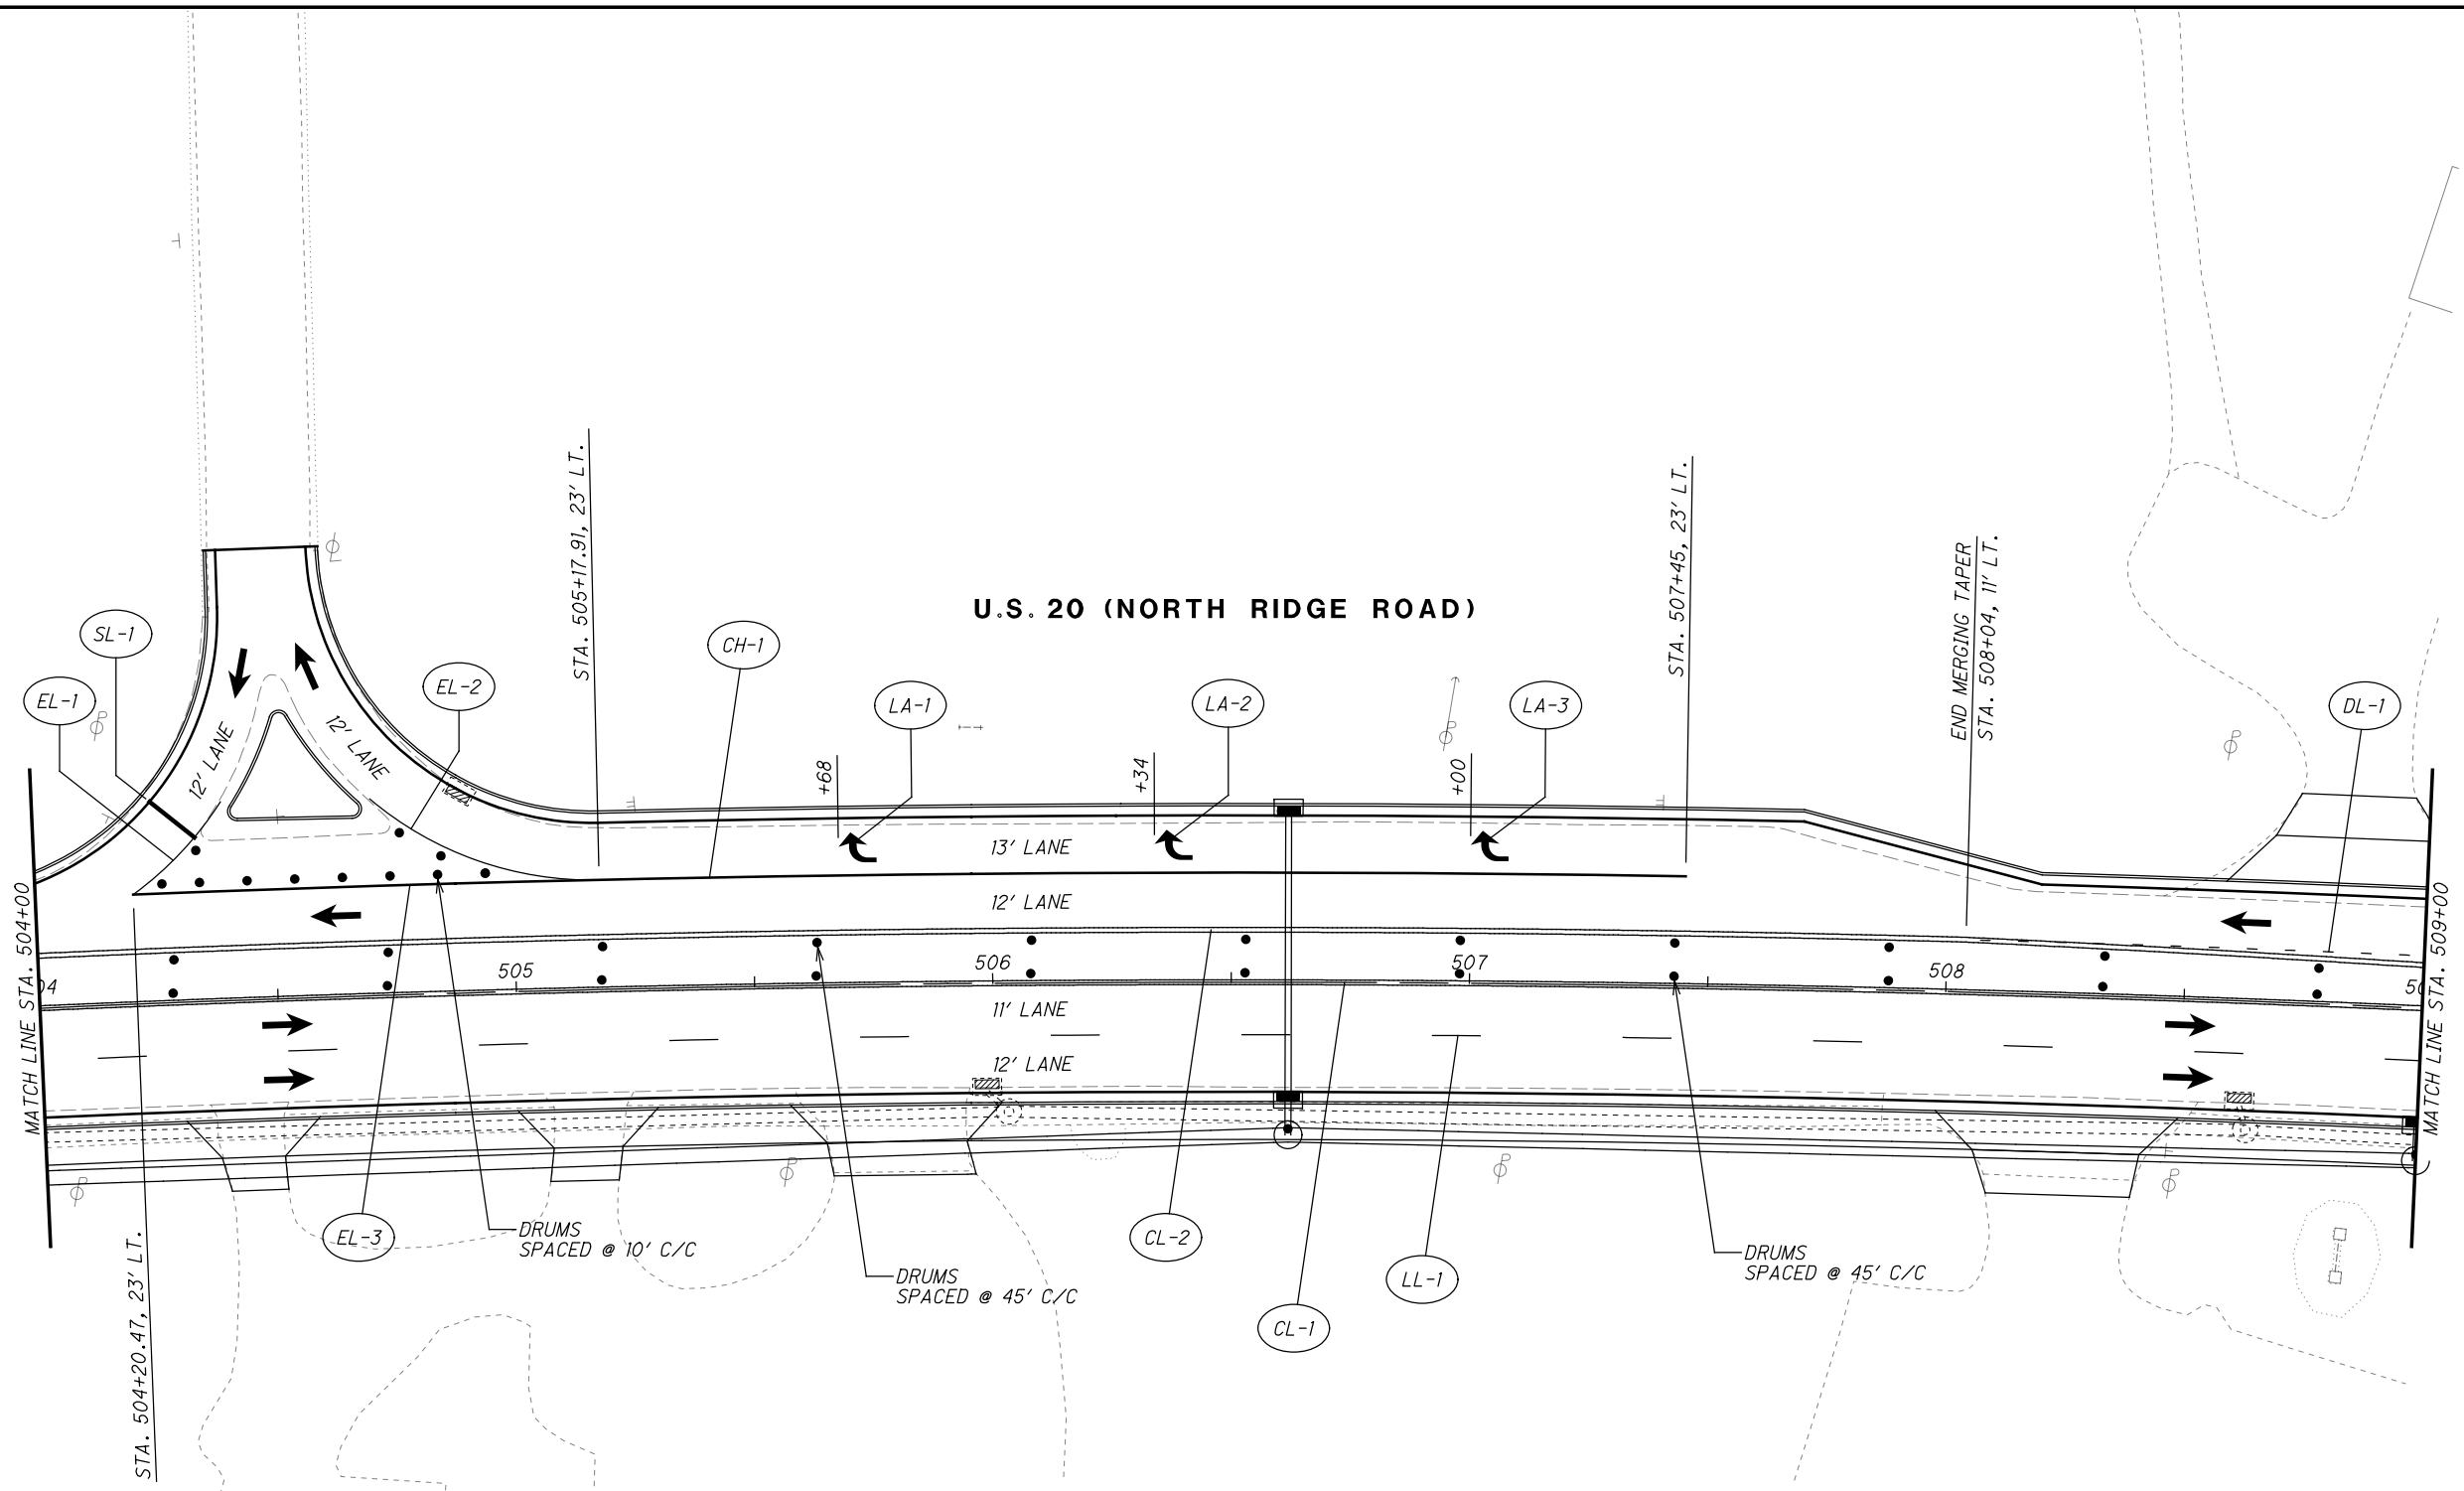 U.S. 20 (NORTH RIDGE ROAD)
STA. 505+17.91, 23' LT.
STA. 507+45, 23' LT.
END MERGING TAPER
STA. 508+04, 11' LT.
SL-1
EL-1
EL-2
CH-1
LA-1
LA-2
LA-3
DL-1
12' LANE
12' LANE
+68
+34
+00
13' LANE
12' LANE
MATCH LINE STA. 504+00
MATCH LINE STA. 509+00
04
505
506
507
508
50
11' LANE
12' LANE
EL-3
DRUMS
SPACED @ 10' C/C
DRUMS
SPACED @ 45' C/C
CL-2
CL-1
LL-1
DRUMS
SPACED @ 45' C/C
STA. 504+20.47, 23' LT.